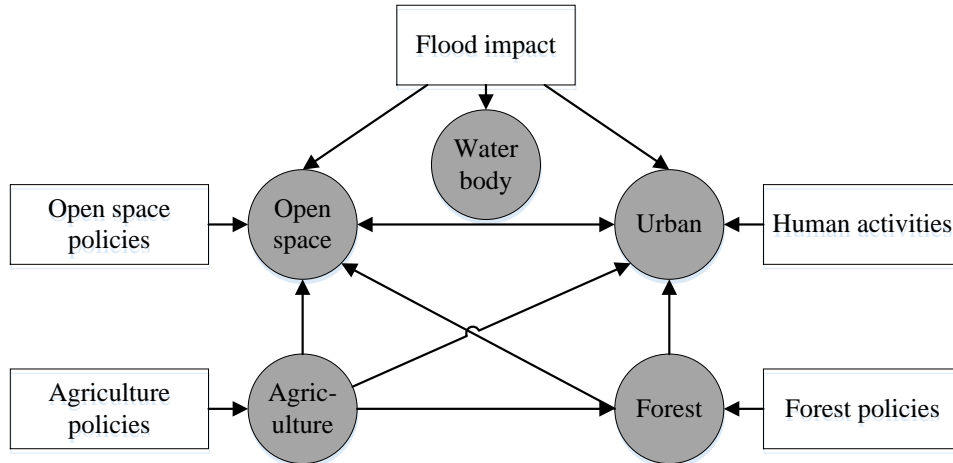 Flood impact
Water
body
Open space
policies
Open
space
Urban
Human activities
Agriculture
policies
Agric-
ulture
Forest
Forest policies